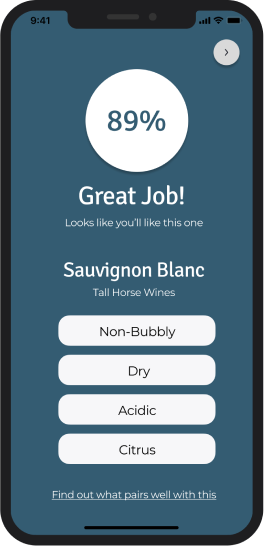 9:41
89%
Great Job!
Looks like you'll like this one
Sauvignon Blanc
Tall Horse Wines
Non-Bubbly
Dry
Acidic
Citrus
Find out what pairs well with this